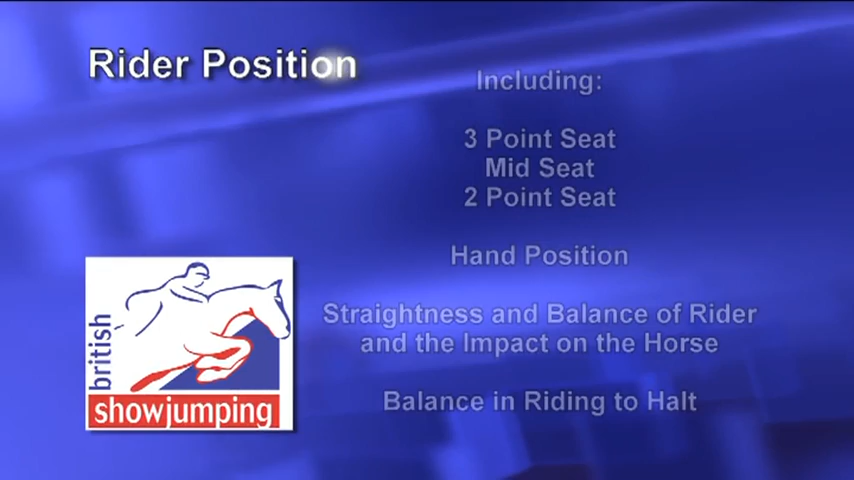 Rider Position
Including:
3 Point Seat
Mid Seat
2 Point Seat
Hand Position
Straightness and Balance of Rider
and the Impact on the Horse
Balance in Riding to Halt
british
showjumping